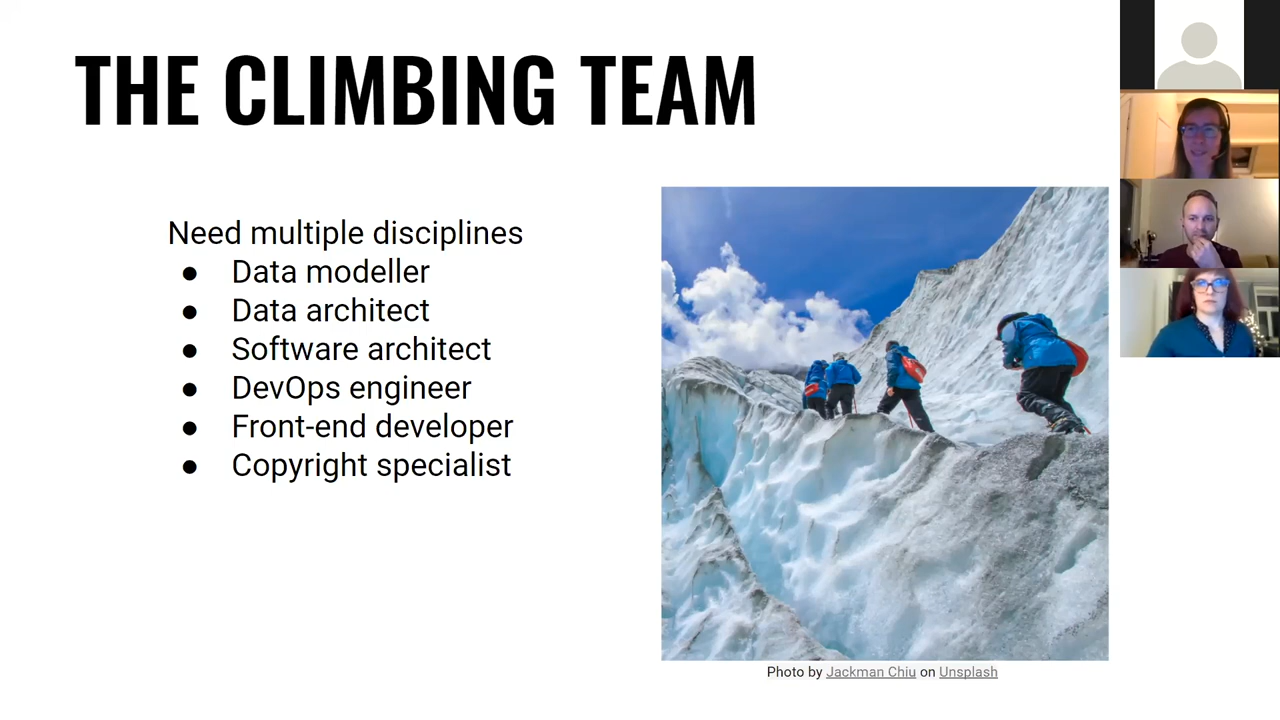 THE CLIMBING TEAM
Need multiple disciplines
● Data modeller
● Data architect
● Software architect
● DevOps engineer
● Front-end developer
● Copyright specialist
Photo by Jackman Chiu on Unsplash